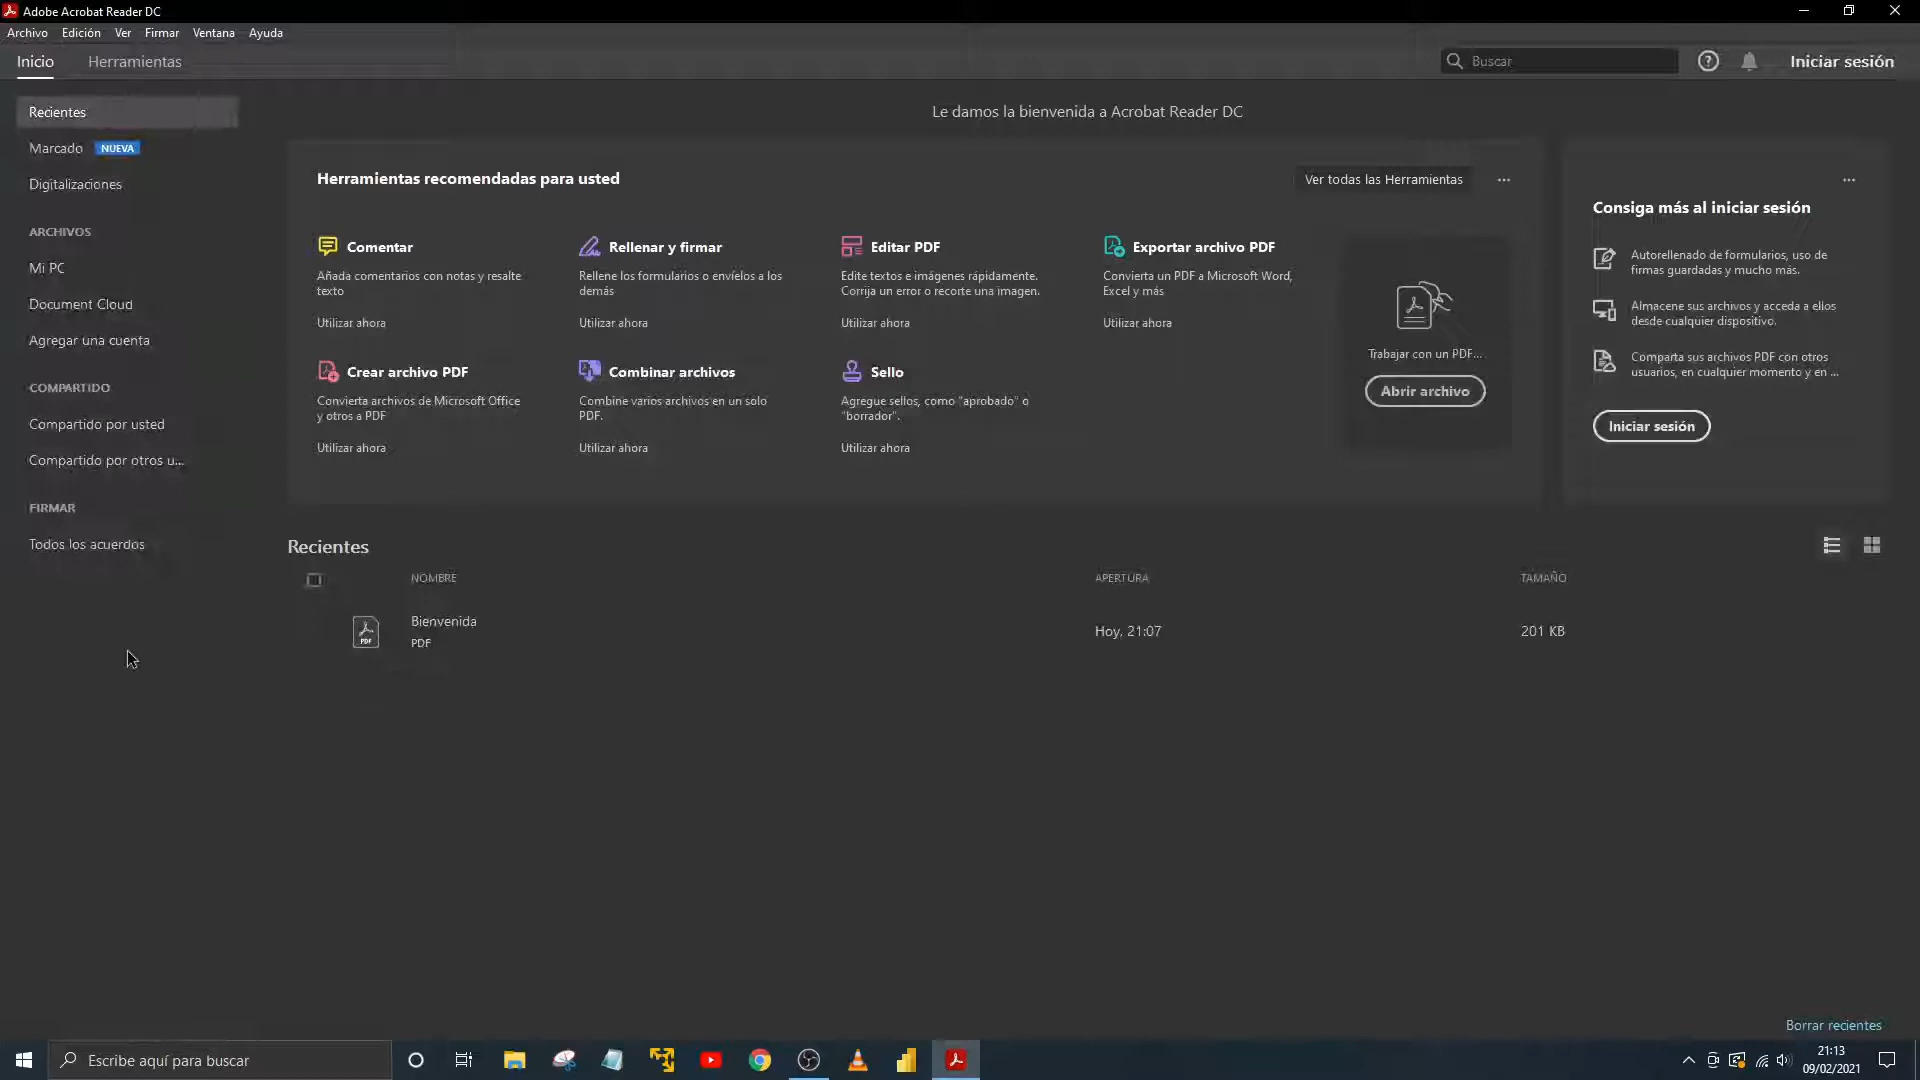 Adobe Acrobat Reader DC
Archivo Edición Ver Firmar Ventana Ayuda
Inicio Herramientas Buscar Iniciar sesión
Recientes
Marcado NUEVA
Digitalizaciones
ARCHIVOS
Mi PC
Document Cloud
Agregar una cuenta
COMPARTIDO
Compartido por usted
Compartido por otros u...
FIRMAR
Todos los acuerdos
Le damos la bienvenida a Acrobat Reader DC
Herramientas recomendadas para usted
Ver todas las Herramientas ...
Comentar
Añada comentarios con notas y resalte
texto
Utilizar ahora
Rellenar y firmar
Rellene los formularios o envíelos a los
demás
Utilizar ahora
Editar PDF
Edite textos e imágenes rápidamente.
Corrija un error o recorte una imagen.
Utilizar ahora
Exportar archivo PDF
Convierta un PDF a Microsoft Word,
Excel y más
Utilizar ahora
Crear archivo PDF
Convierta archivos de Microsoft Office
y otros a PDF
Utilizar ahora
Combinar archivos
Combine varios archivos en un solo
PDF.
Utilizar ahora
Sello
Agregue sellos, como "aprobado" o
"borrador".
Utilizar ahora
Trabajar con un PDF...
Abrir archivo
...
Consiga más al iniciar sesión
Autorellenado de formularios, uso de
firmas guardadas y mucho más.
Almacene sus archivos y acceda a ellos
desde cualquier dispositivo.
Comparta sus archivos PDF con otros
usuarios, en cualquier momento y en ...
Iniciar sesión
Recientes
NOMBRE APERTURA TAMAÑO
Bienvenida
PDF
PDF
Hoy, 21:07
201 KB
Borrar recientes
Escribe aquí para buscar
21:13
09/02/2021